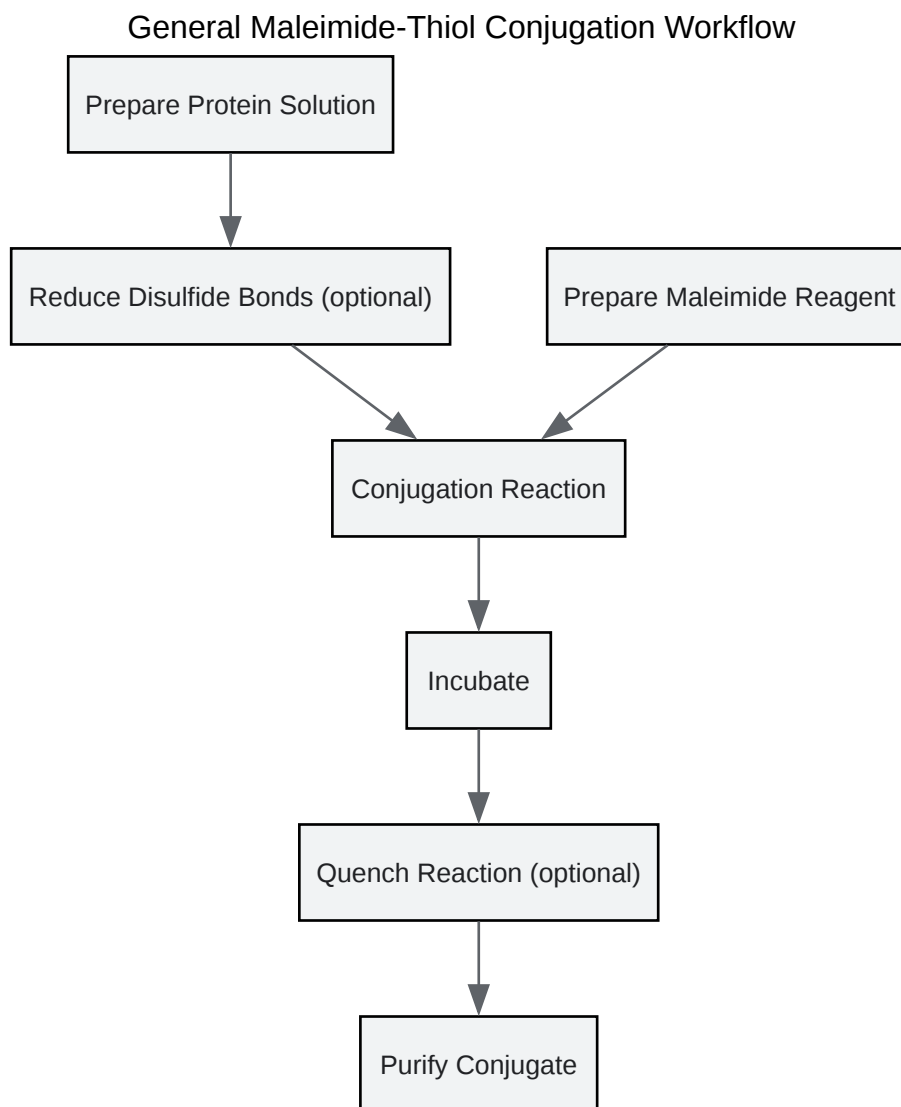 General Maleimide-Thiol Conjugation Workflow
Prepare Protein Solution
Reduce Disulfide Bonds (optional)
Prepare Maleimide Reagent
Conjugation Reaction
Incubate
Quench Reaction (optional)
Purify Conjugate